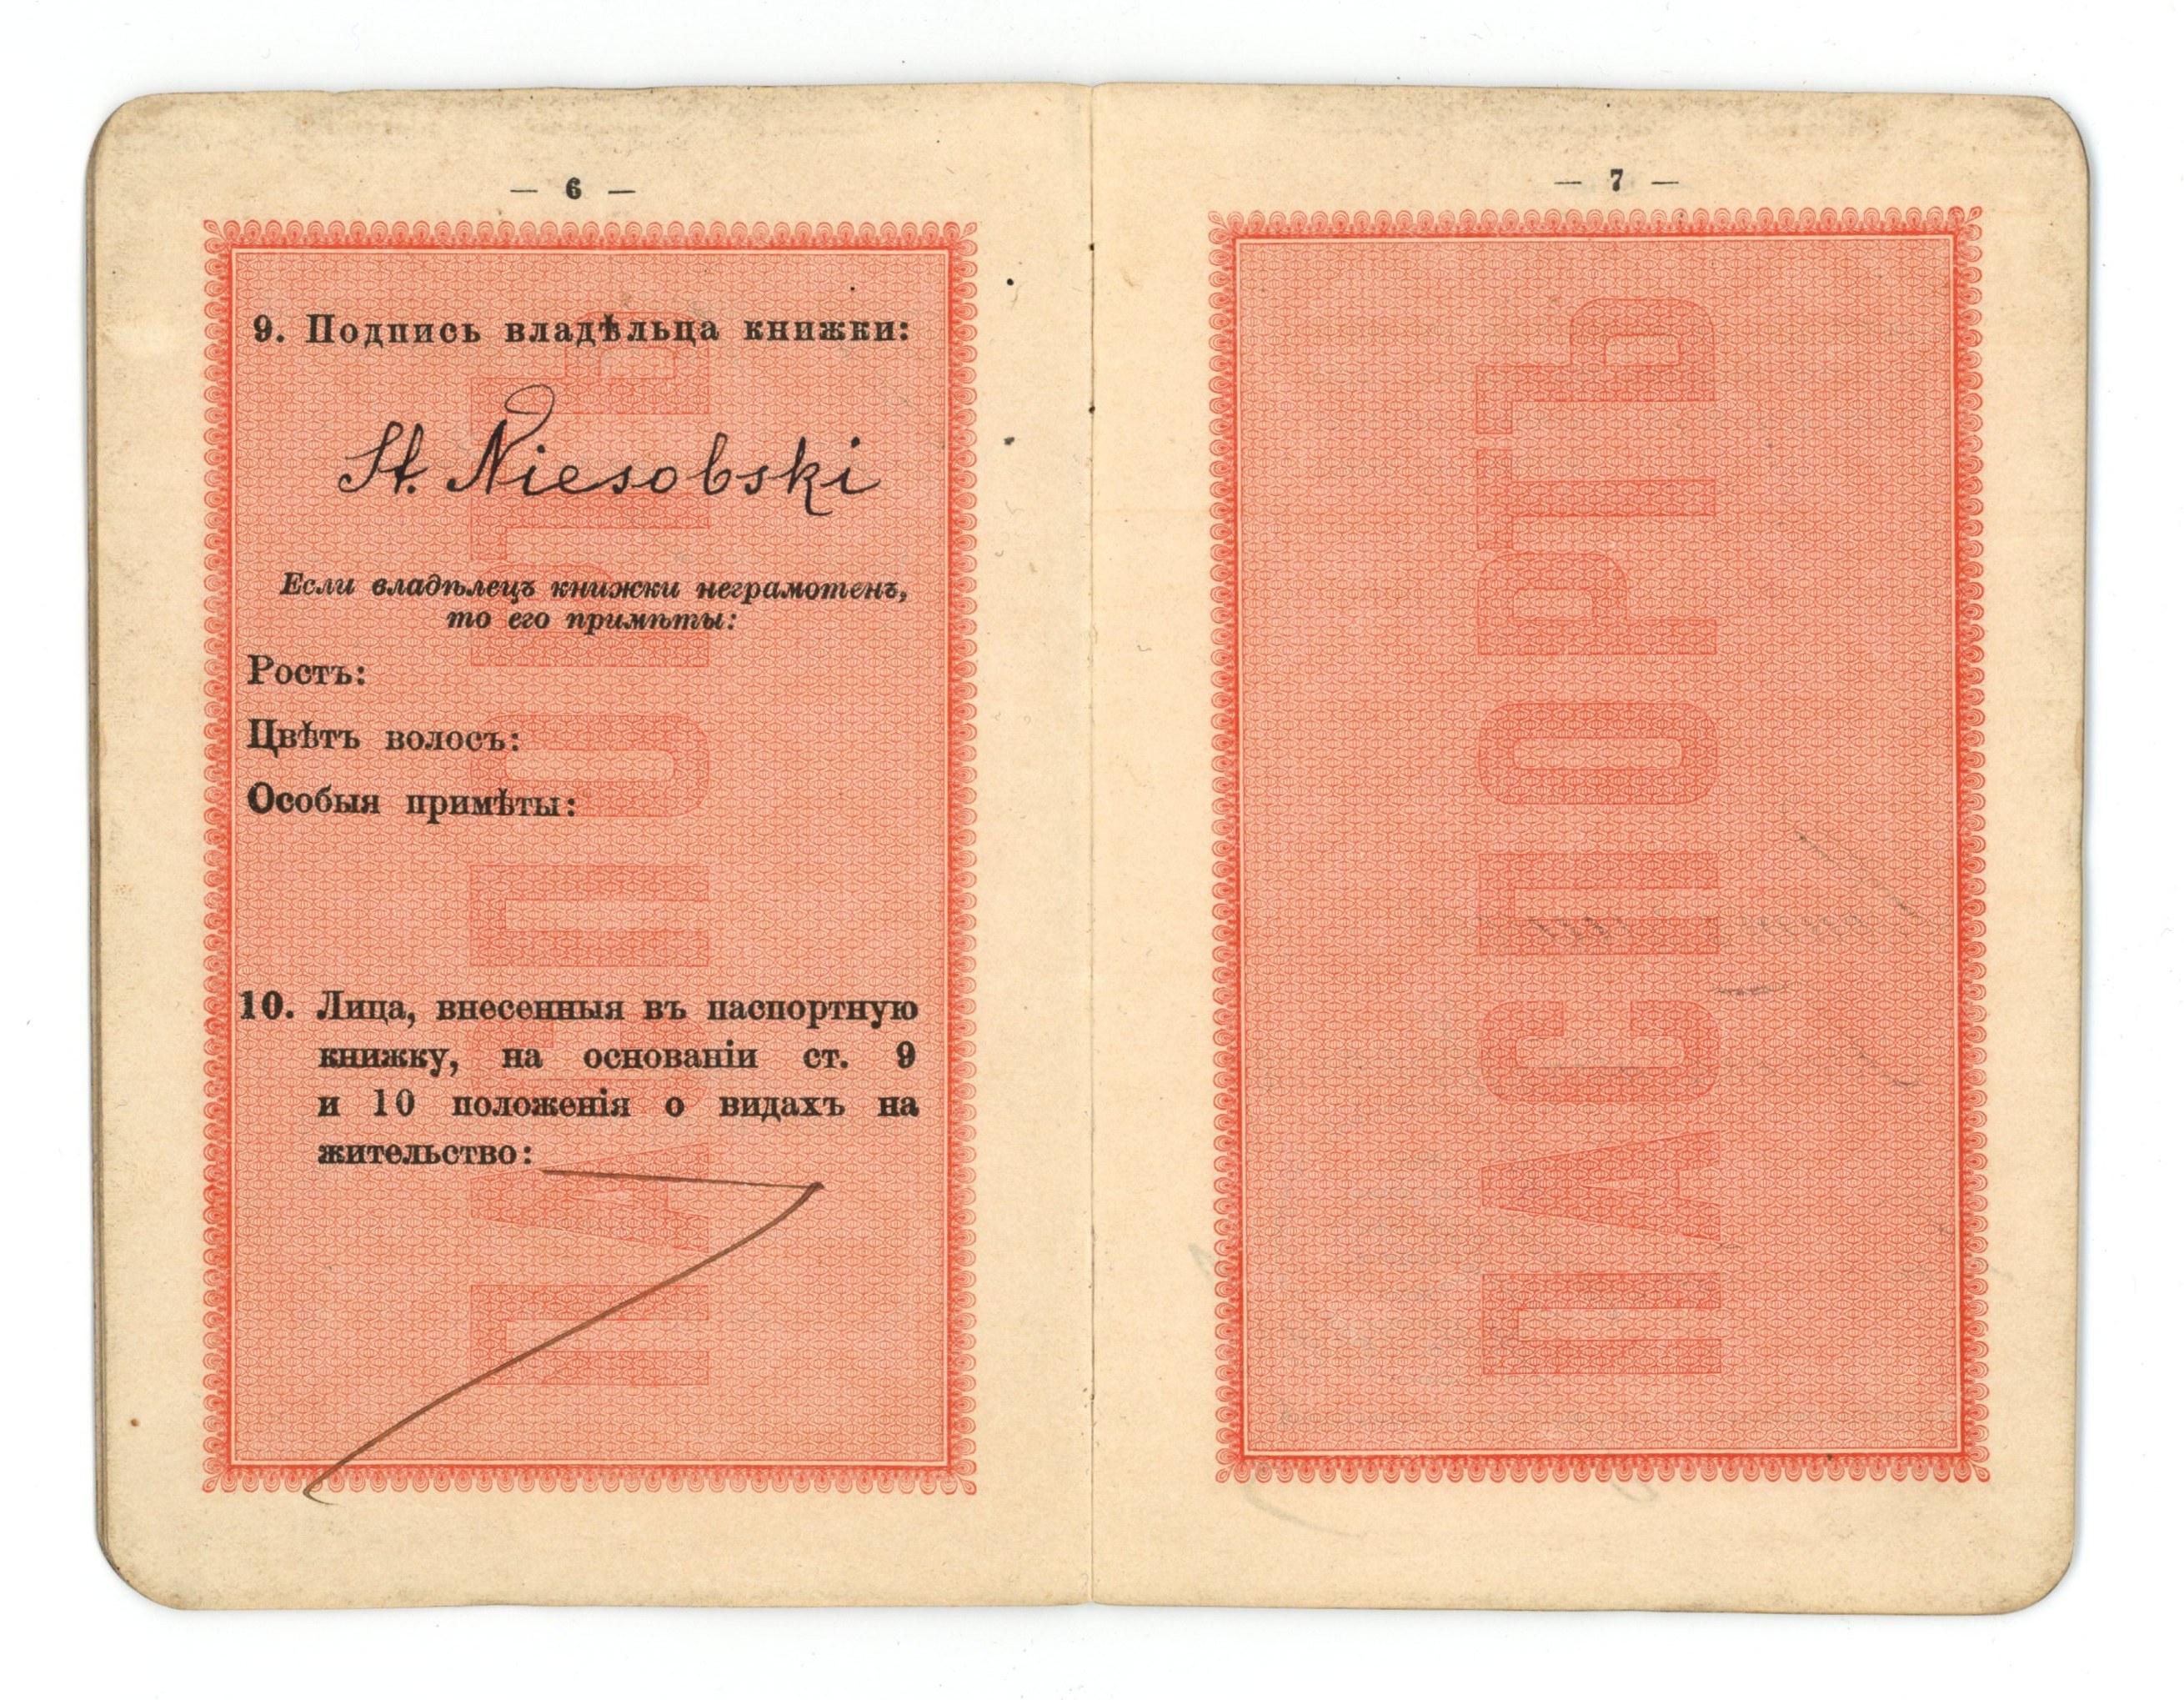 — 6 —
9. Подпись владѣльца книжки:
St. Niesobski
Если владѣлецъ книжки неграмотенъ,
то его примѣты:
Ростъ:
Цвѣтъ волосъ:
Особыя примѣты:
10. Лица, внесенныя въ паспортную
книжку, на основаніи ст. 9
и 10 положенія о видахъ на
жительство:
ПАСПОРТЪ
— 7 —
ПАСПОРТЪ